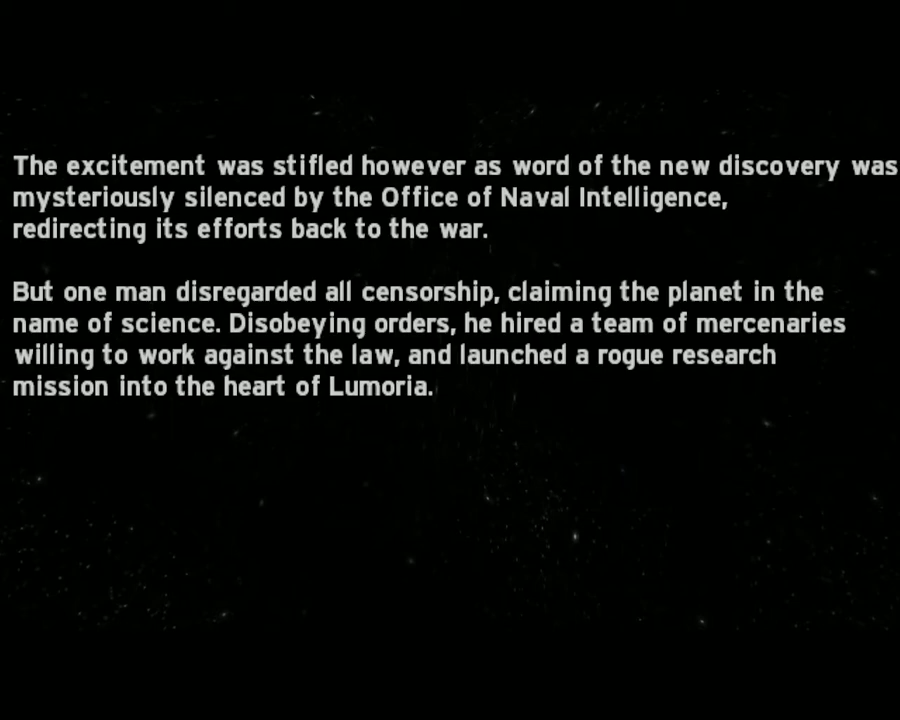 The excitement was stifled however as word of the new discovery was
mysteriously silenced by the Office of Naval Intelligence,
redirecting its efforts back to the war.
But one man disregarded all censorship, claiming the planet in the
name of science. Disobeying orders, he hired a team of mercenaries
willing to work against the law, and launched a rogue research
mission into the heart of Lumoria.